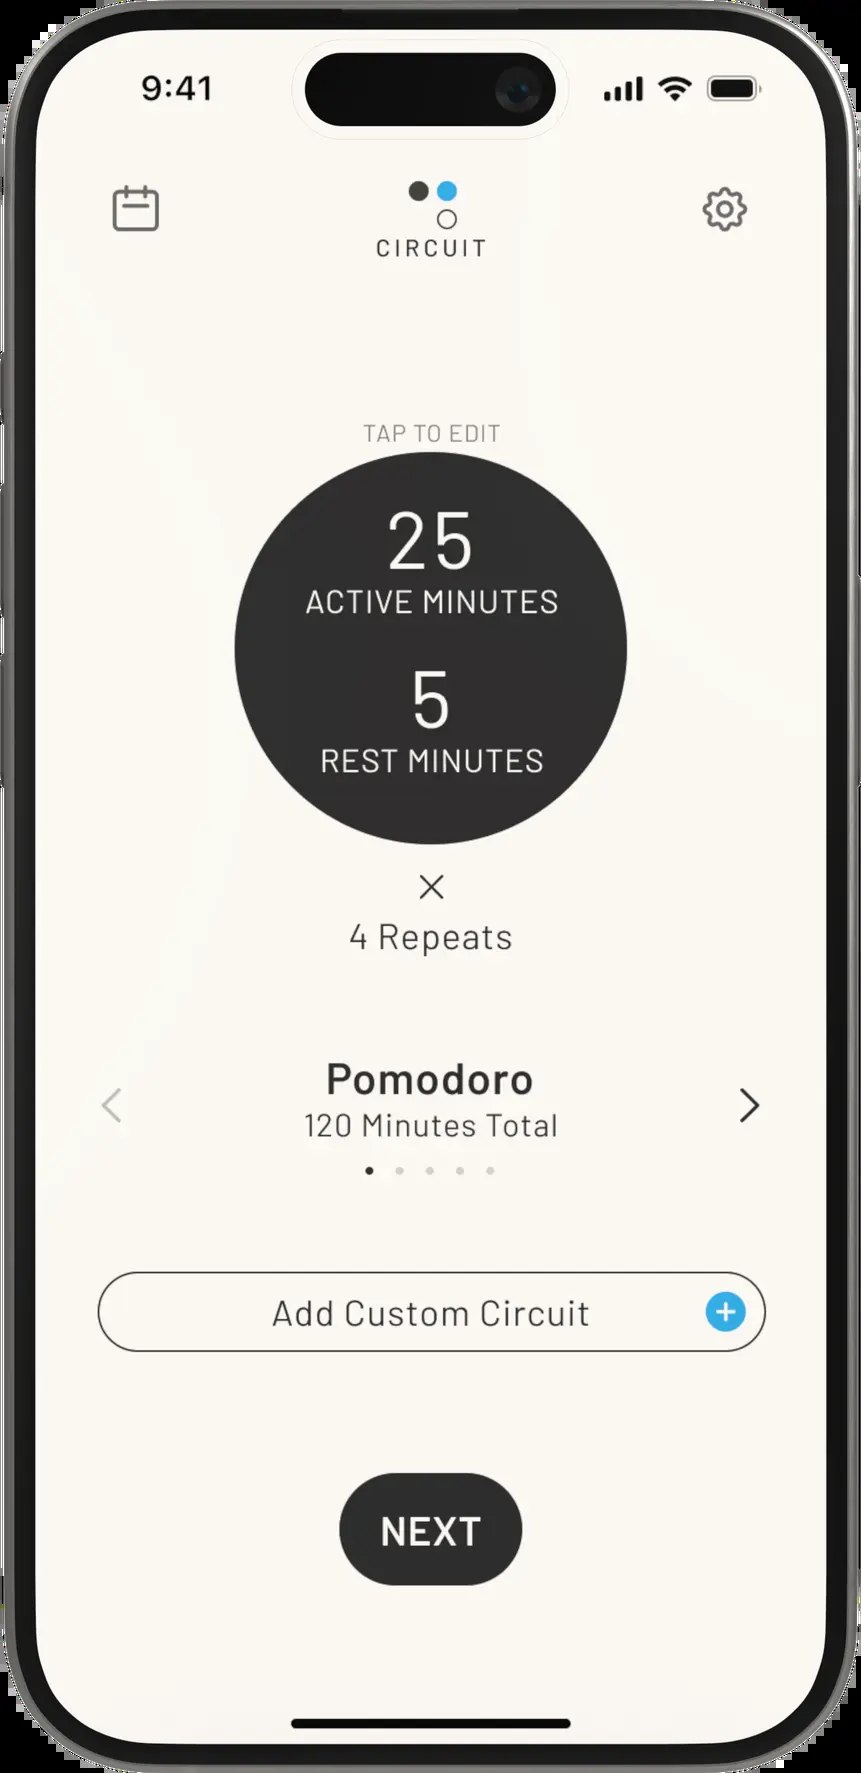 9:41
CIRCUIT
TAP TO EDIT
25
ACTIVE MINUTES
5
REST MINUTES
4 Repeats
Pomodoro
120 Minutes Total
Add Custom Circuit
NEXT